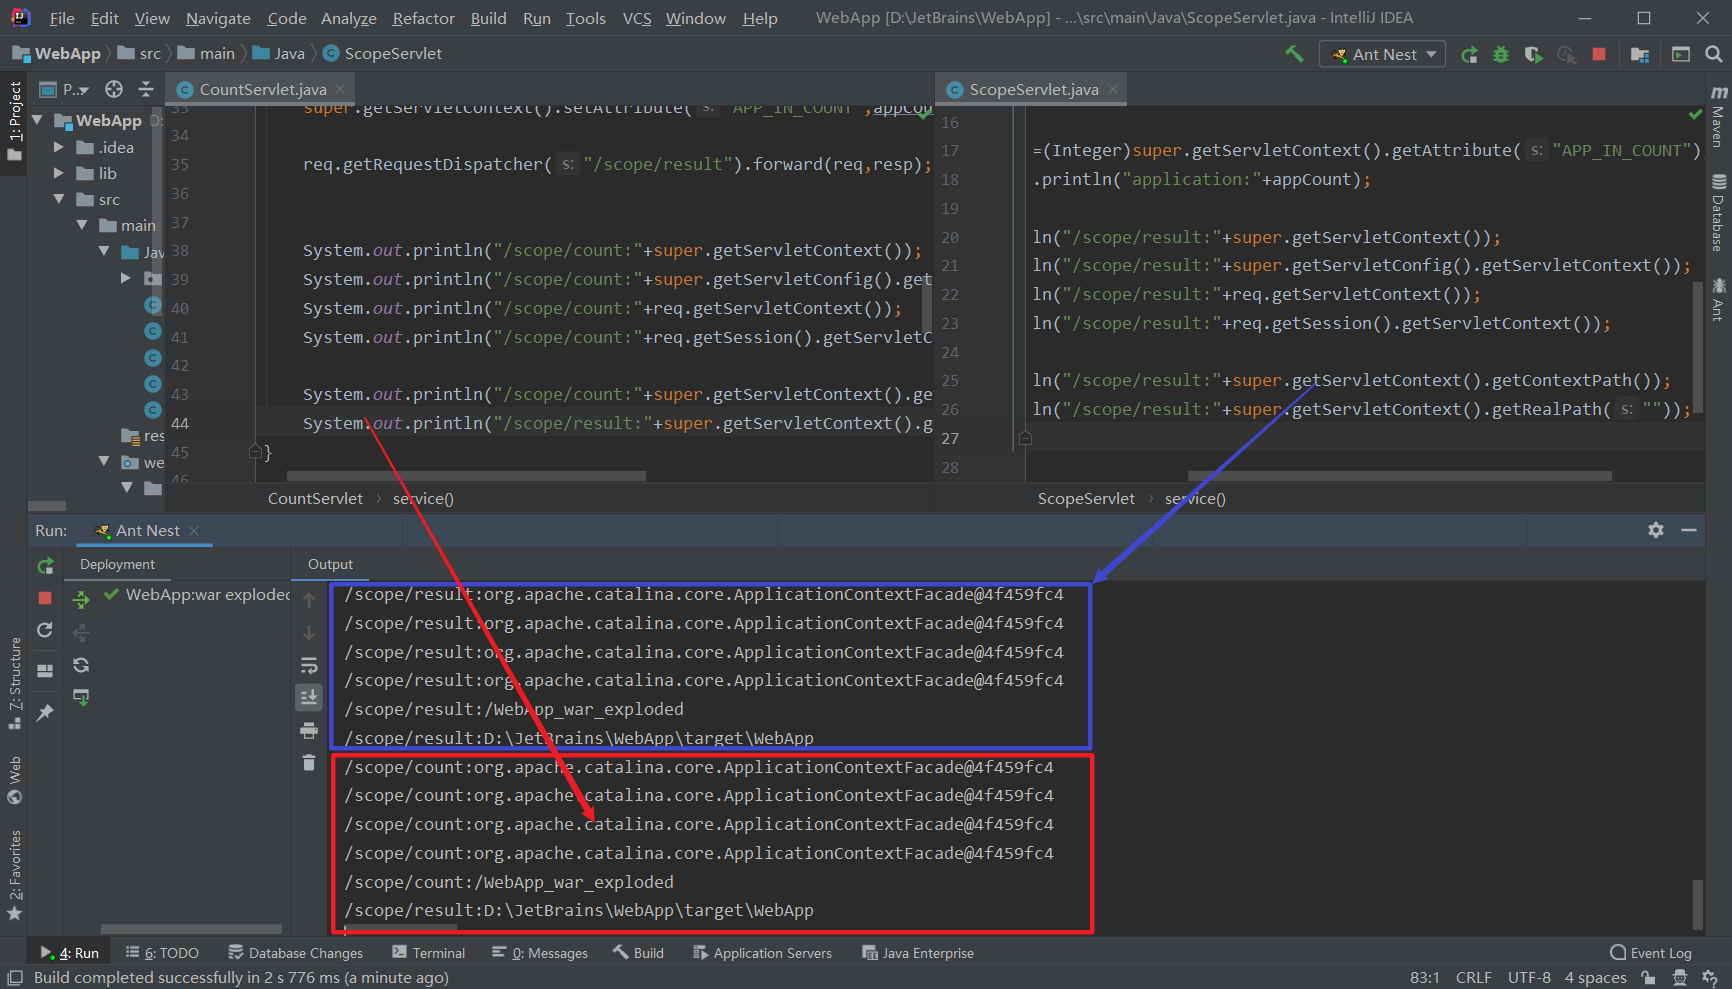 File Edit View Navigate Code Analyze Refactor Build Run Tools VCS Window Help WebApp [D:\JetBrains\WebApp] - ...\src\main\Java\ScopeServlet.java - IntelliJ IDEA
WebApp src main Java ScopeServlet Ant Nest
1: Project
P.. CountServlet.java ScopeServlet.java
WebApp D:
.idea
lib
src
main
Jav
res
we
33 super.getServletContext().setAttribute( s: "APP_IN_COUNT",appCou
34
35 req.getRequestDispatcher( s: "/scope/result").forward(req,resp);
36
37
38 System.out.println("/scope/count:"+super.getServletContext());
39 System.out.println("/scope/count:"+super.getServletConfig().get
40 System.out.println("/scope/count:"+req.getServletContext());
41 System.out.println("/scope/count:"+req.getSession().getServletC
42
43 System.out.println("/scope/count:"+super.getServletContext().ge
44 System.out.println("/scope/result:"+super.getServletContext().g
45 }
46
CountServlet service()
16
17 =(Integer)super.getServletContext().getAttribute( s: "APP_IN_COUNT");
18 .println("application:"+appCount);
19
20 ln("/scope/result:"+super.getServletContext());
21 ln("/scope/result:"+super.getServletConfig().getServletContext());
22 ln("/scope/result:"+req.getServletContext());
23 ln("/scope/result:"+req.getSession().getServletContext());
24
25 ln("/scope/result:"+super.getServletContext().getContextPath());
26 ln("/scope/result:"+super.getServletContext().getRealPath( s: ""));
27
28
ScopeServlet service()
m Maven
Database
Ant
Run: Ant Nest
Deployment
WebApp:war exploded
Output
/scope/result:org.apache.catalina.core.ApplicationContextFacade@4f459fc4
/scope/result:org.apache.catalina.core.ApplicationContextFacade@4f459fc4
/scope/result:org.apache.catalina.core.ApplicationContextFacade@4f459fc4
/scope/result:org.apache.catalina.core.ApplicationContextFacade@4f459fc4
/scope/result:/WebApp_war_exploded
/scope/result:D:\JetBrains\WebApp\target\WebApp
/scope/count:org.apache.catalina.core.ApplicationContextFacade@4f459fc4
/scope/count:org.apache.catalina.core.ApplicationContextFacade@4f459fc4
/scope/count:org.apache.catalina.core.ApplicationContextFacade@4f459fc4
/scope/count:org.apache.catalina.core.ApplicationContextFacade@4f459fc4
/scope/count:/WebApp_war_exploded
/scope/result:D:\JetBrains\WebApp\target\WebApp
7: Structure
Web
2: Favorites
4: Run 6: TODO Database Changes Terminal 0: Messages Build Application Servers Java Enterprise Event Log
Build completed successfully in 2 s 776 ms (a minute ago) 83:1 CRLF UTF-8 4 spaces